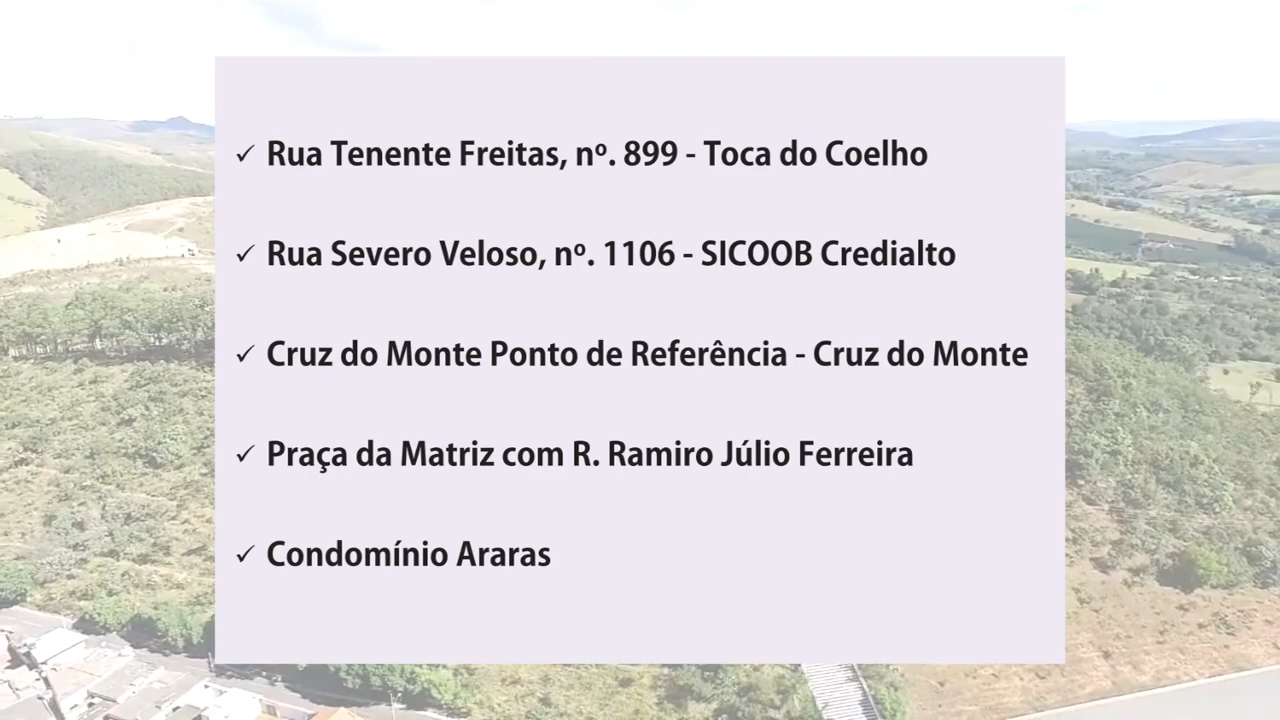 ✓ Rua Tenente Freitas, nº. 899 - Toca do Coelho
✓ Rua Severo Veloso, nº. 1106 - SICOOB Credialto
✓ Cruz do Monte Ponto de Referência - Cruz do Monte
✓ Praça da Matriz com R. Ramiro Júlio Ferreira
✓ Condomínio Araras